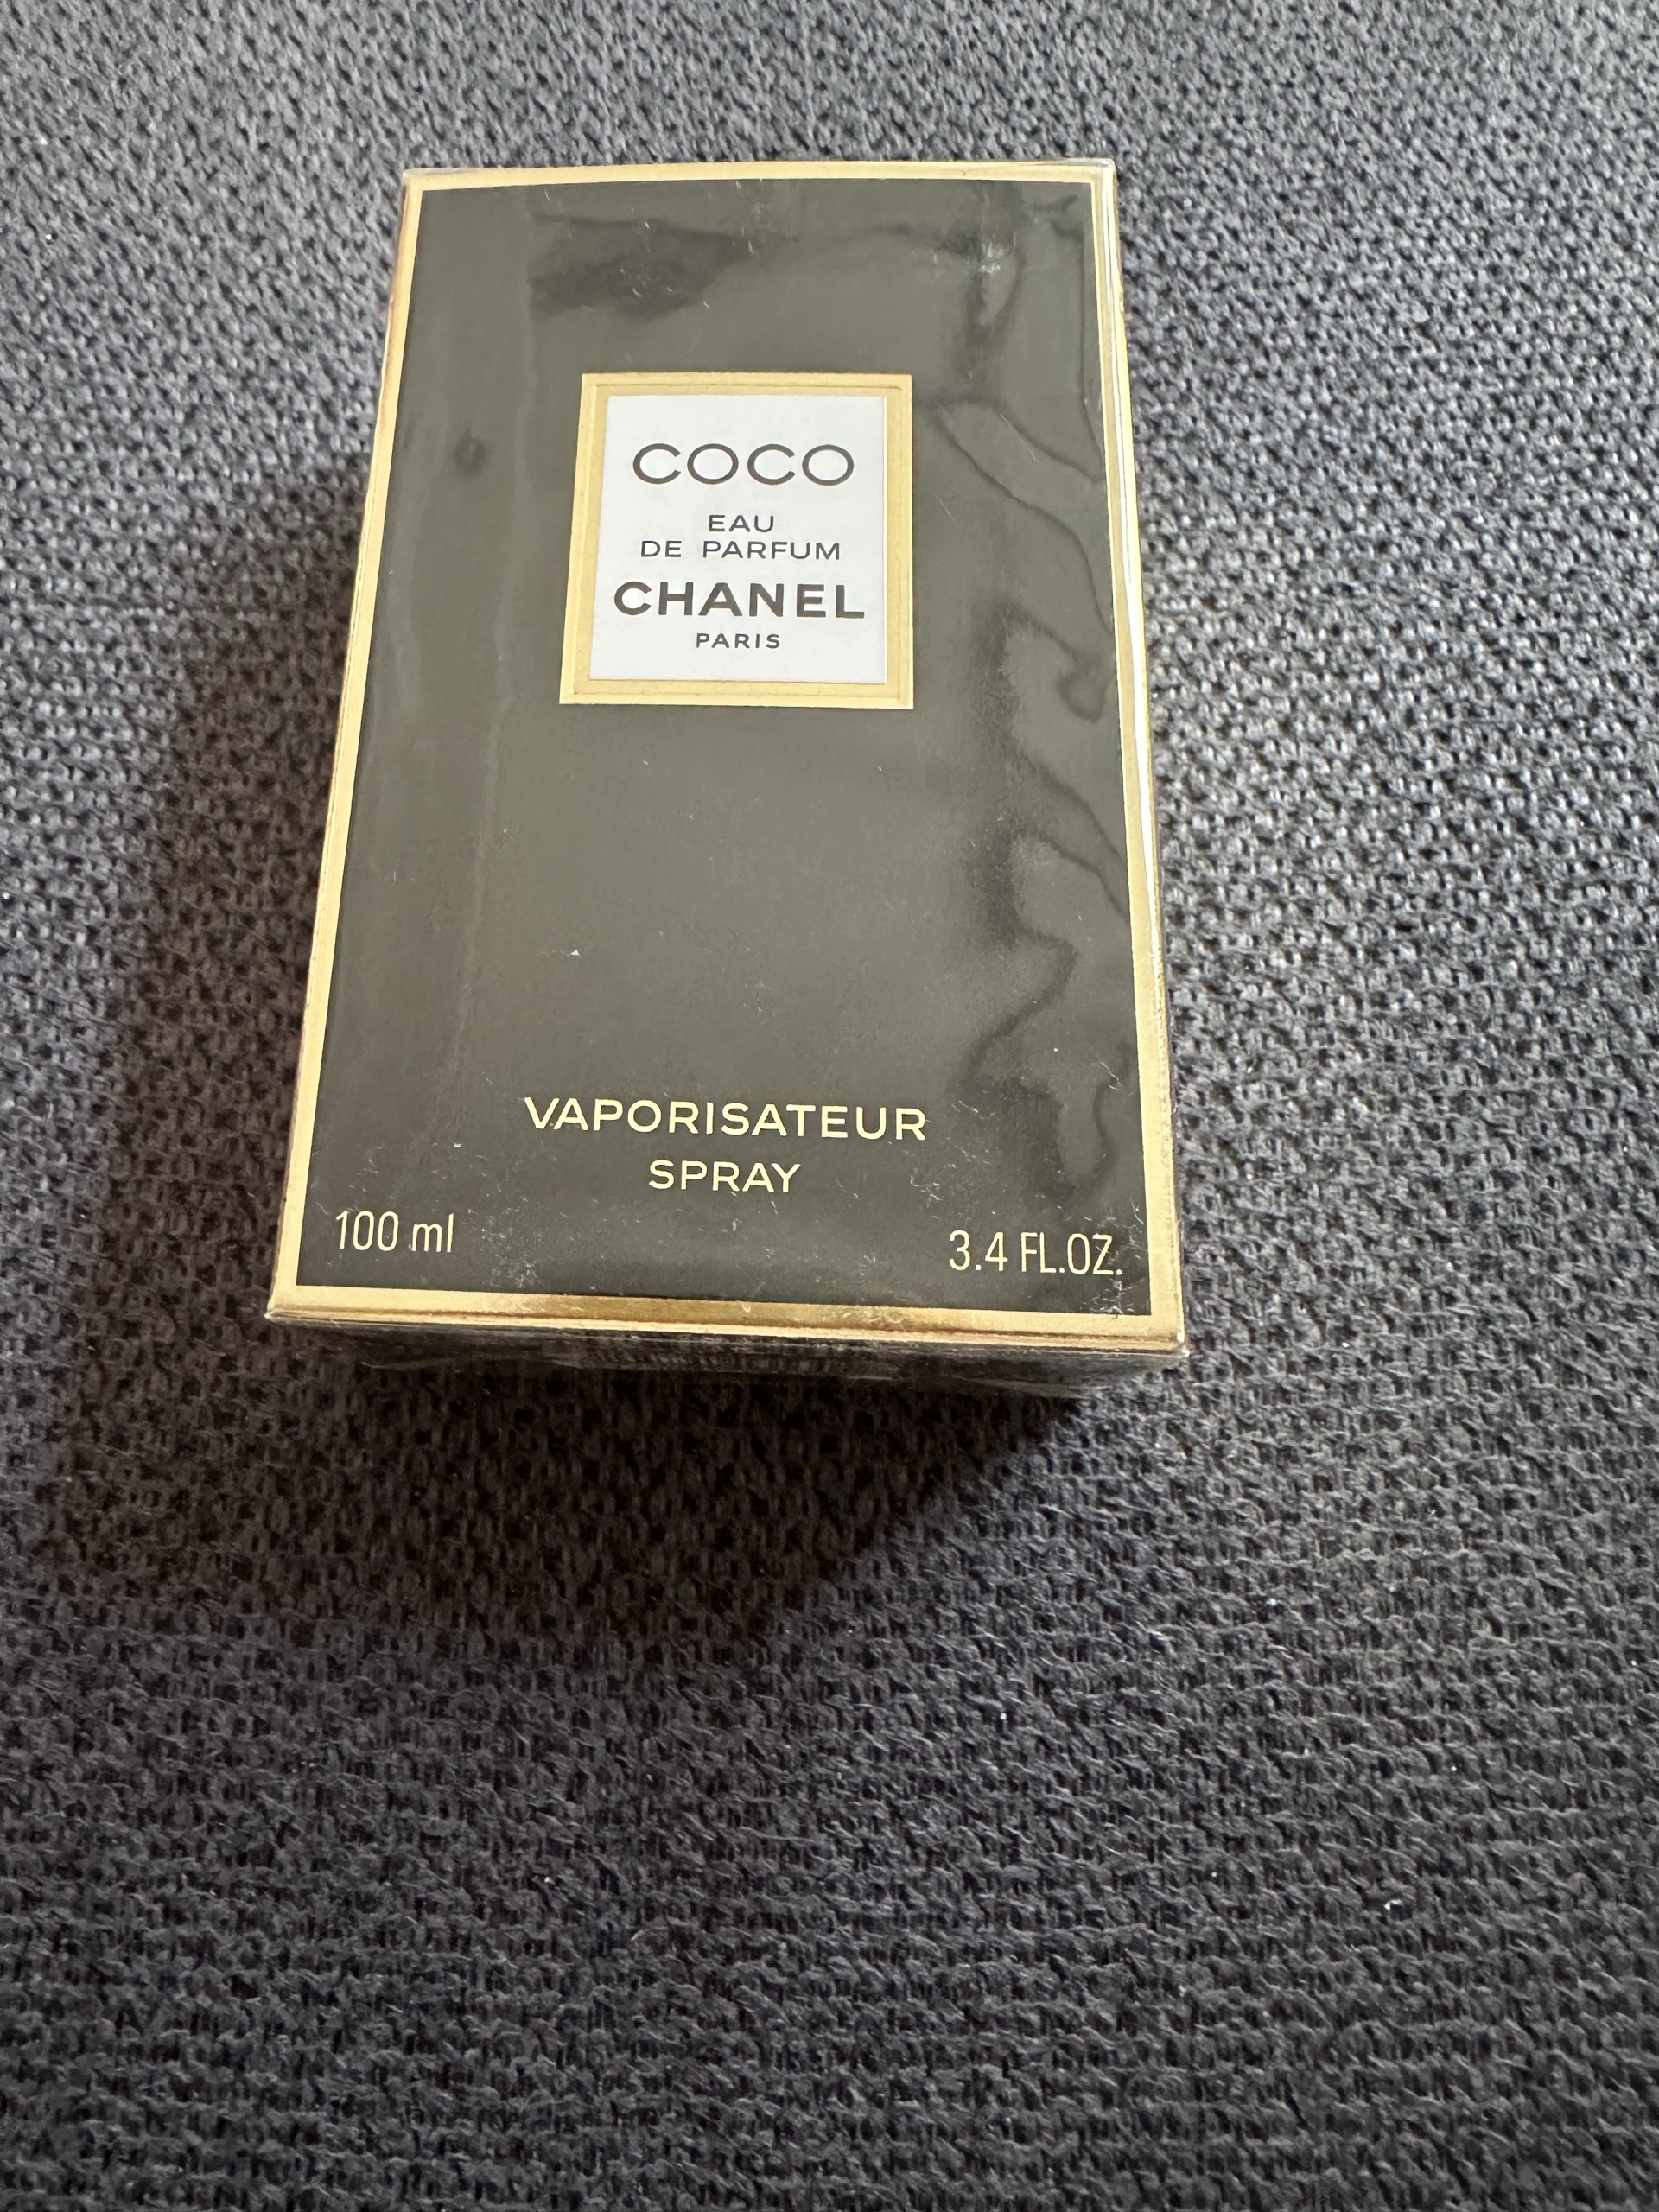 COCO
EAU
DE PARFUM
CHANEL
PARIS
VAPORISATEUR
SPRAY
100 ml
3.4 FL.OZ.